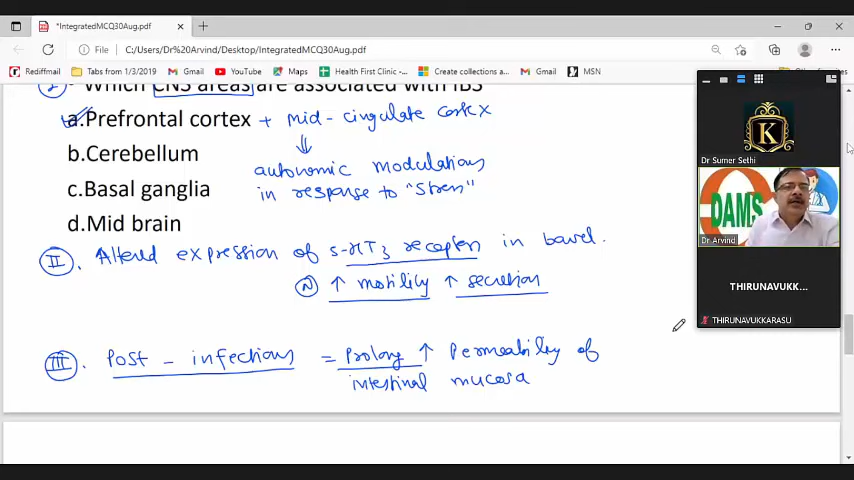 *IntegratedMCQ30Aug.pdf
File
C:/Users/Dr%20Arvind/Desktop/IntegratedMCQ30Aug.pdf
Rediffmail
Tabs from 1/3/2019
Gmail
YouTube
Maps
Health First Clinic -...
Create collections a...
Gmail
MSN
I Which CNS areas are associated with IBS
a.Prefrontal cortex + mid-cingulate cortex
b.Cerebellum
autonomic modulations
c.Basal ganglia
in response to "Stress"
d.Mid brain
II. Altered expression of 5-HT3 receptors in bowel.
N ↑ motility ↑ secretion
III. Post-infections = Prolong ↑ Permeability of
intestinal mucosa
K
Dr Sumer Sethi
DAMS
Dr Arvind
THIRUNAVUKK...
THIRUNAVUKKARASU